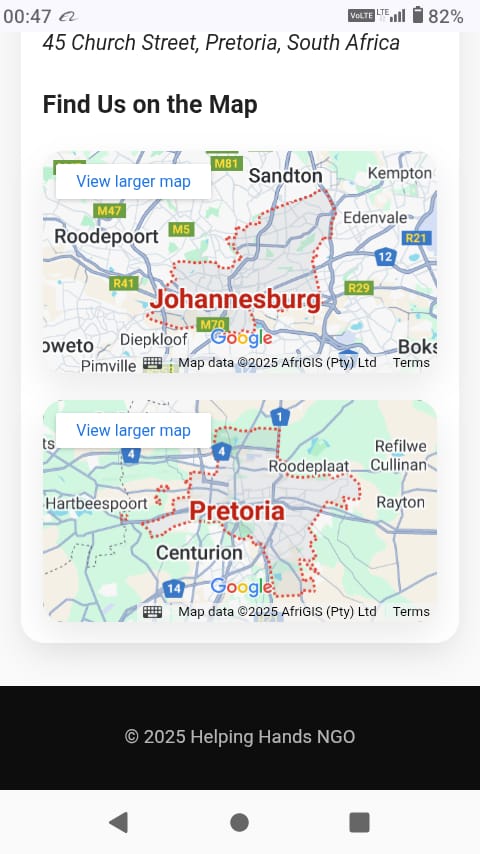 00:47 VoLTE LTE 82%
45 Church Street, Pretoria, South Africa
Find Us on the Map
View larger map
M81
Sandton
Kempton
M47
Edenvale
M5
Roodepoort
R21
12
R41
R29
Johannesburg
M70
Diepkloof
Google
oweto
Boks
Pimville
Map data ©2025 AfriGIS (Pty) Ltd
Terms
View larger map
1
ts
4
4
Refilwe
Roodeplaat
Cullinan
Hartbeespoort
Rayton
Pretoria
Centurion
14
Google
Map data ©2025 AfriGIS (Pty) Ltd
Terms
© 2025 Helping Hands NGO